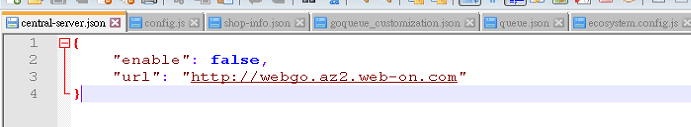 central-server.json config.js shop-info.json goqueue_customization.json queue.json ecosystem.config.js
1 {
2 "enable": false,
3 "url": "http://webgo.az2.web-on.com"
4 }